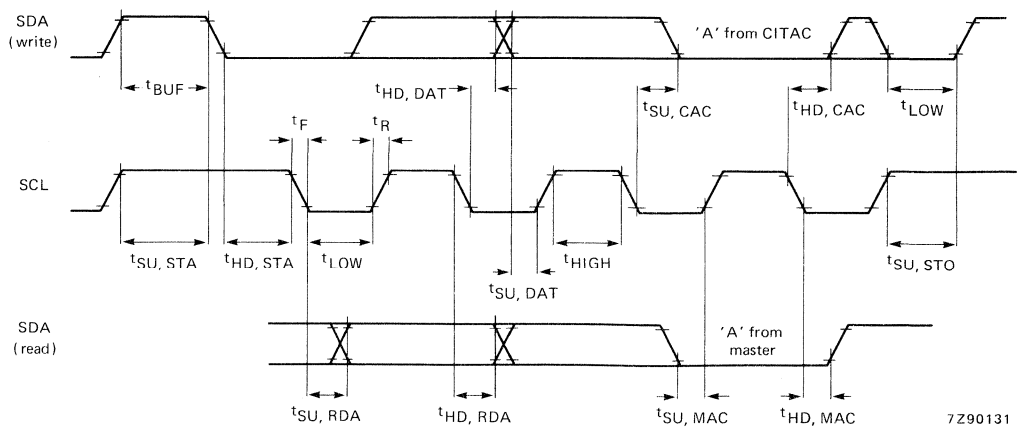 SDA
(write)
'A' from CITAC
tBUF
tHD, DAT
tSU, CAC
tHD, CAC
tLOW
tF
tR
SCL
tSU, STA
tHD, STA
tLOW
tSU, DAT
tHIGH
tSU, STO
SDA
(read)
'A' from
master
tSU, RDA
tHD, RDA
tSU, MAC
tHD, MAC
7Z90131